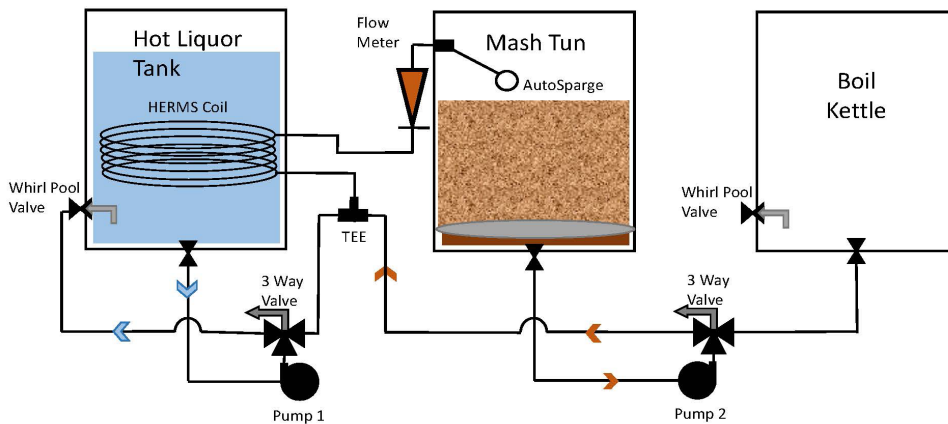 Hot Liquor
Tank
HERMS Coil
Whirl Pool
Valve
TEE
3 Way
Valve
Pump 1
Flow
Meter
Mash Tun
AutoSparge
3 Way
Valve
Pump 2
Boil
Kettle
Whirl Pool
Valve